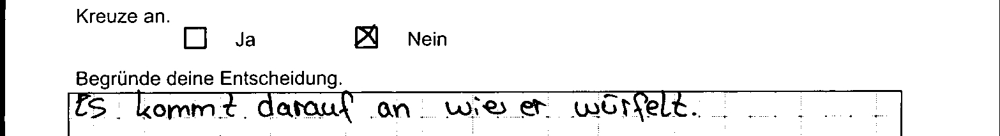 Kreuze an.
Ja Nein
Begründe deine Entscheidung.
Es kommt darauf an wie er würfelt.